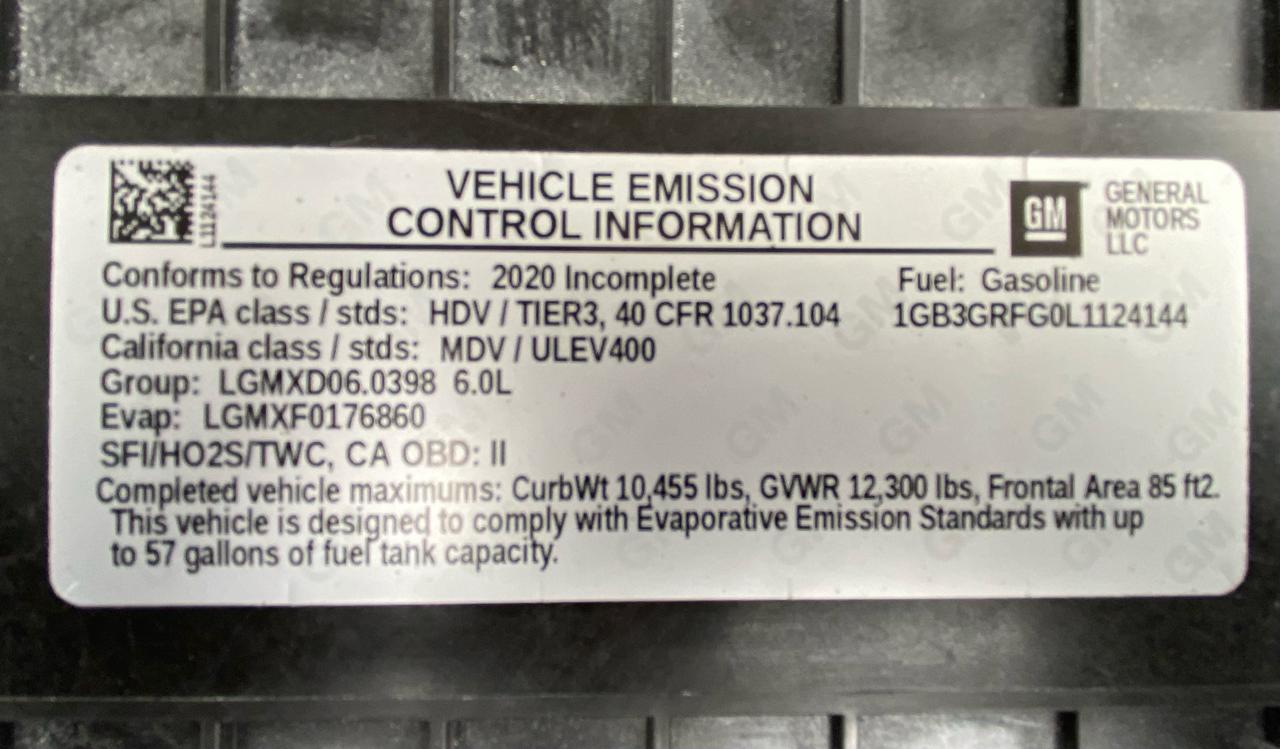 VEHICLE EMISSION
CONTROL INFORMATION
L1124144
GM
GENERAL
MOTORS
LLC
Conforms to Regulations: 2020 Incomplete
Fuel: Gasoline
U.S. EPA class / stds: HDV / TIER3, 40 CFR 1037.104
1GB3GRFG0L1124144
California class / stds: MDV / ULEV400
Group: LGMXD06.0398 6.0L
Evap: LGMXF0176860
SFI/HO2S/TWC, CA OBD: II
Completed vehicle maximums: CurbWt 10,455 lbs, GVWR 12,300 lbs, Frontal Area 85 ft2.
This vehicle is designed to comply with Evaporative Emission Standards with up
to 57 gallons of fuel tank capacity.